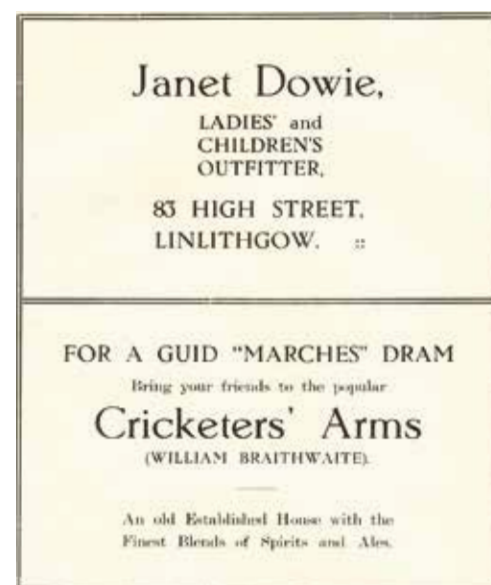 Janet Dowie,
LADIES' and
CHILDREN'S
OUTFITTER,
83 HIGH STREET,
LINLITHGOW. ::
FOR A GUID "MARCHES" DRAM
Bring your friends to the popular
Cricketers' Arms
(WILLIAM BRAITHWAITE).
An old Established House with the
Finest Blends of Spirits and Ales.